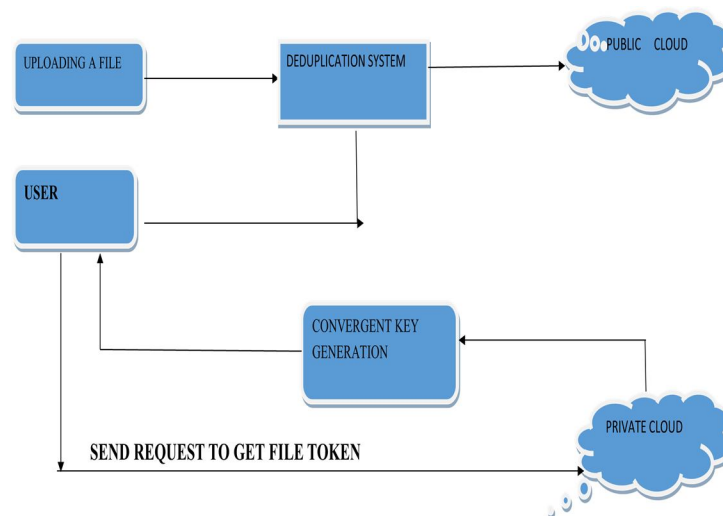 UPLOADING A FILE
DEDUPLICATION SYSTEM
PUBLIC CLOUD
USER
CONVERGENT KEY
GENERATION
PRIVATE CLOUD
SEND REQUEST TO GET FILE TOKEN